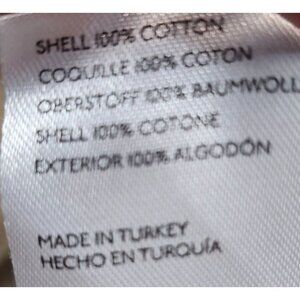 SHELL 100% COTTON
COQUILLE 100% COTON
OBERSTOFF 100% BAUMWOLL
SHELL 100% COTONE
EXTERIOR 100% ALGODÓN
MADE IN TURKEY
HECHO EN TURQUÍA